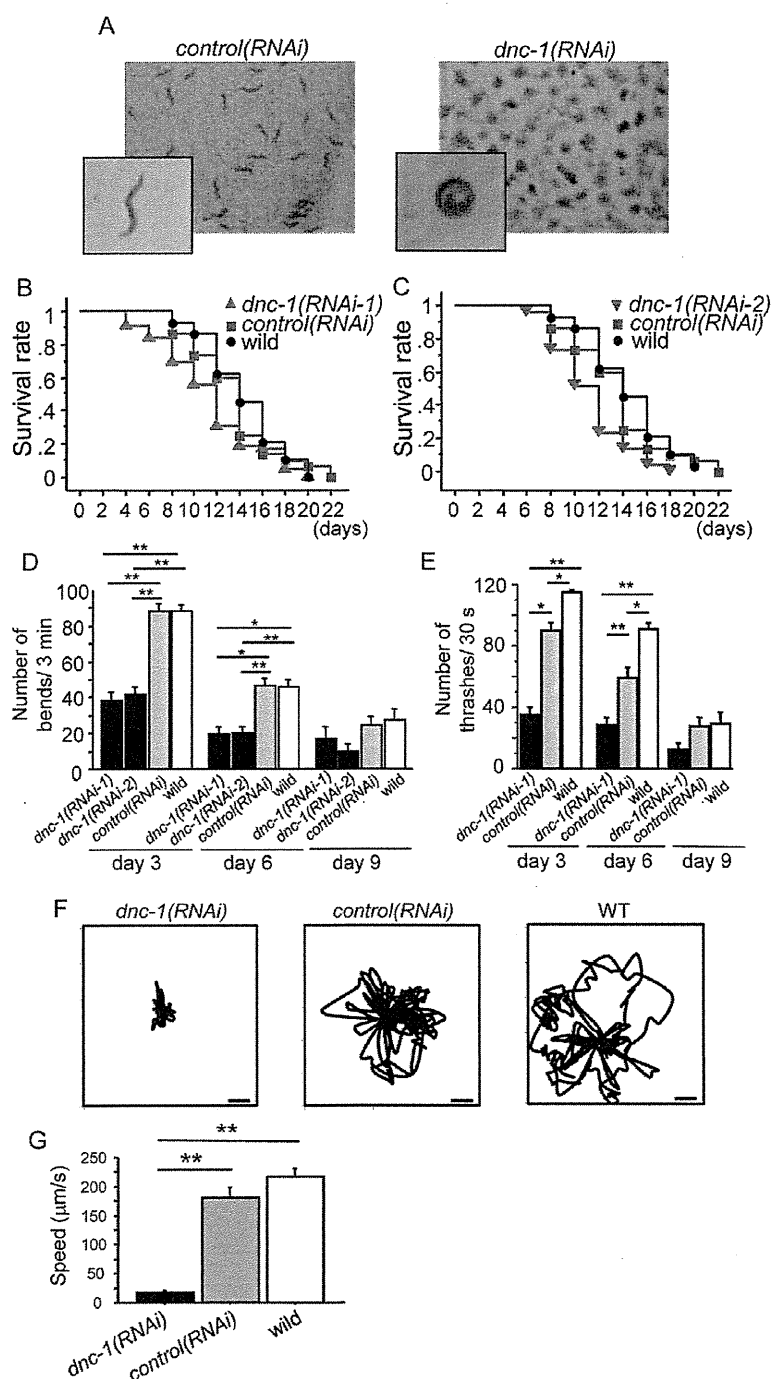 A
control(RNAi)
dnc-1(RNAi)
B
dnc-1(RNAi-1)
control(RNAi)
wild
Survival rate
1
.8
.6
.4
.2
0
0 2 4 6 8 10 12 14 16 18 20 22
(days)
C
dnc-1(RNAi-2)
control(RNAi)
wild
Survival rate
1
.8
.6
.4
.2
0
0 2 4 6 8 10 12 14 16 18 20 22
(days)
D
Number of
bends/ 3 min
100
80
60
40
20
0
** ** ** **
* ** * **
dnc-1(RNAi-1)
dnc-1(RNAi-2)
control(RNAi)
wild
dnc-1(RNAi-1)
dnc-1(RNAi-2)
control(RNAi)
wild
dnc-1(RNAi-1)
dnc-1(RNAi-2)
control(RNAi)
wild
day 3 day 6 day 9
E
Number of
thrashes/ 30 s
120
80
40
0
** * *
** * **
dnc-1(RNAi-1)
control(RNAi)
wild
dnc-1(RNAi-1)
control(RNAi)
wild
dnc-1(RNAi-1)
control(RNAi)
wild
day 3 day 6 day 9
F
dnc-1(RNAi)
control(RNAi)
WT
G
Speed (μm/s)
250
200
150
100
50
0
**
**
dnc-1(RNAi)
control(RNAi)
wild